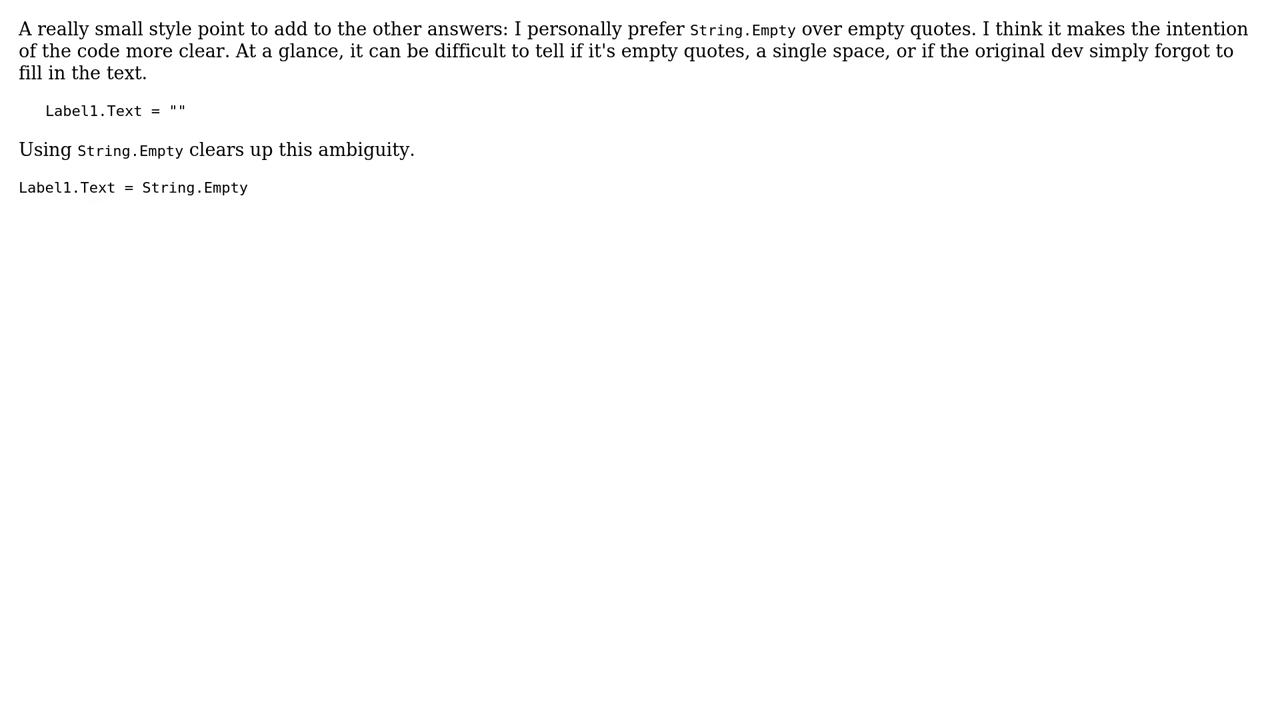 A really small style point to add to the other answers: I personally prefer String.Empty over empty quotes. I think it makes the intention
of the code more clear. At a glance, it can be difficult to tell if it's empty quotes, a single space, or if the original dev simply forgot to
fill in the text.
Label1.Text = ""
Using String.Empty clears up this ambiguity.
Label1.Text = String.Empty